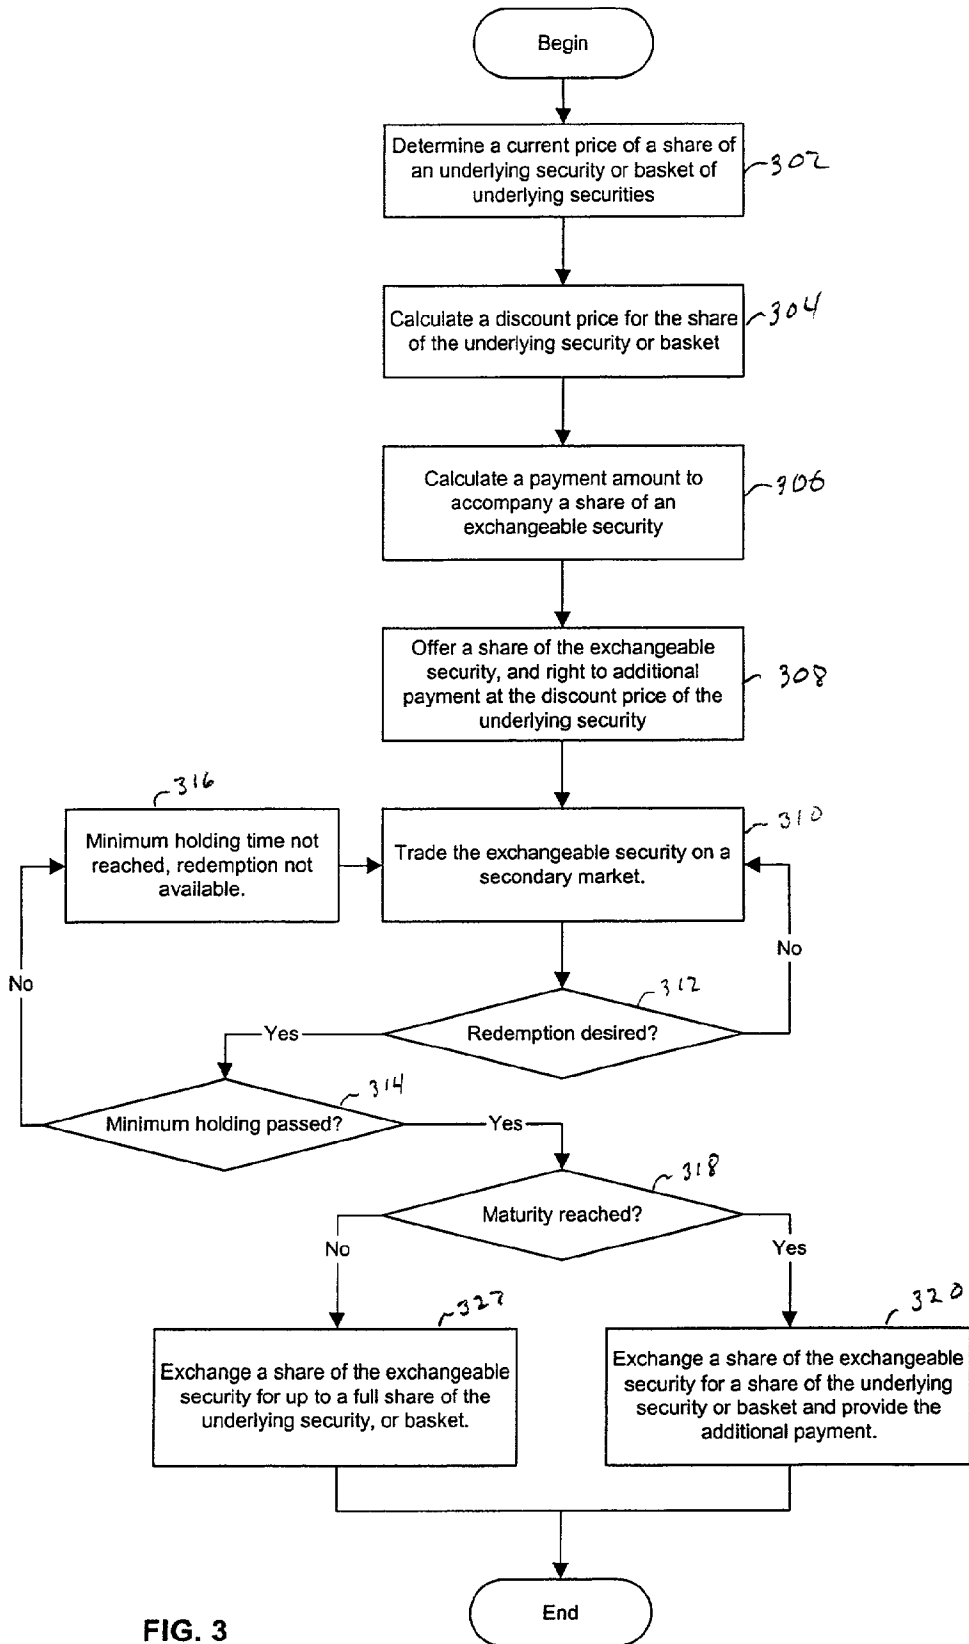 Begin
Determine a current price of a share of
an underlying security or basket of
underlying securities
302
Calculate a discount price for the share
of the underlying security or basket
304
Calculate a payment amount to
accompany a share of an
exchangeable security
306
Offer a share of the exchangeable
security, and right to additional
payment at the discount price of the
underlying security
308
316
Minimum holding time not
reached, redemption not
available.
310
Trade the exchangeable security on a
secondary market.
No
No
312
Redemption desired?
Yes
314
Minimum holding passed?
Yes
318
Maturity reached?
No
Yes
322
Exchange a share of the exchangeable
security for up to a full share of the
underlying security, or basket.
320
Exchange a share of the exchangeable
security for a share of the underlying
security or basket and provide the
additional payment.
End
FIG. 3